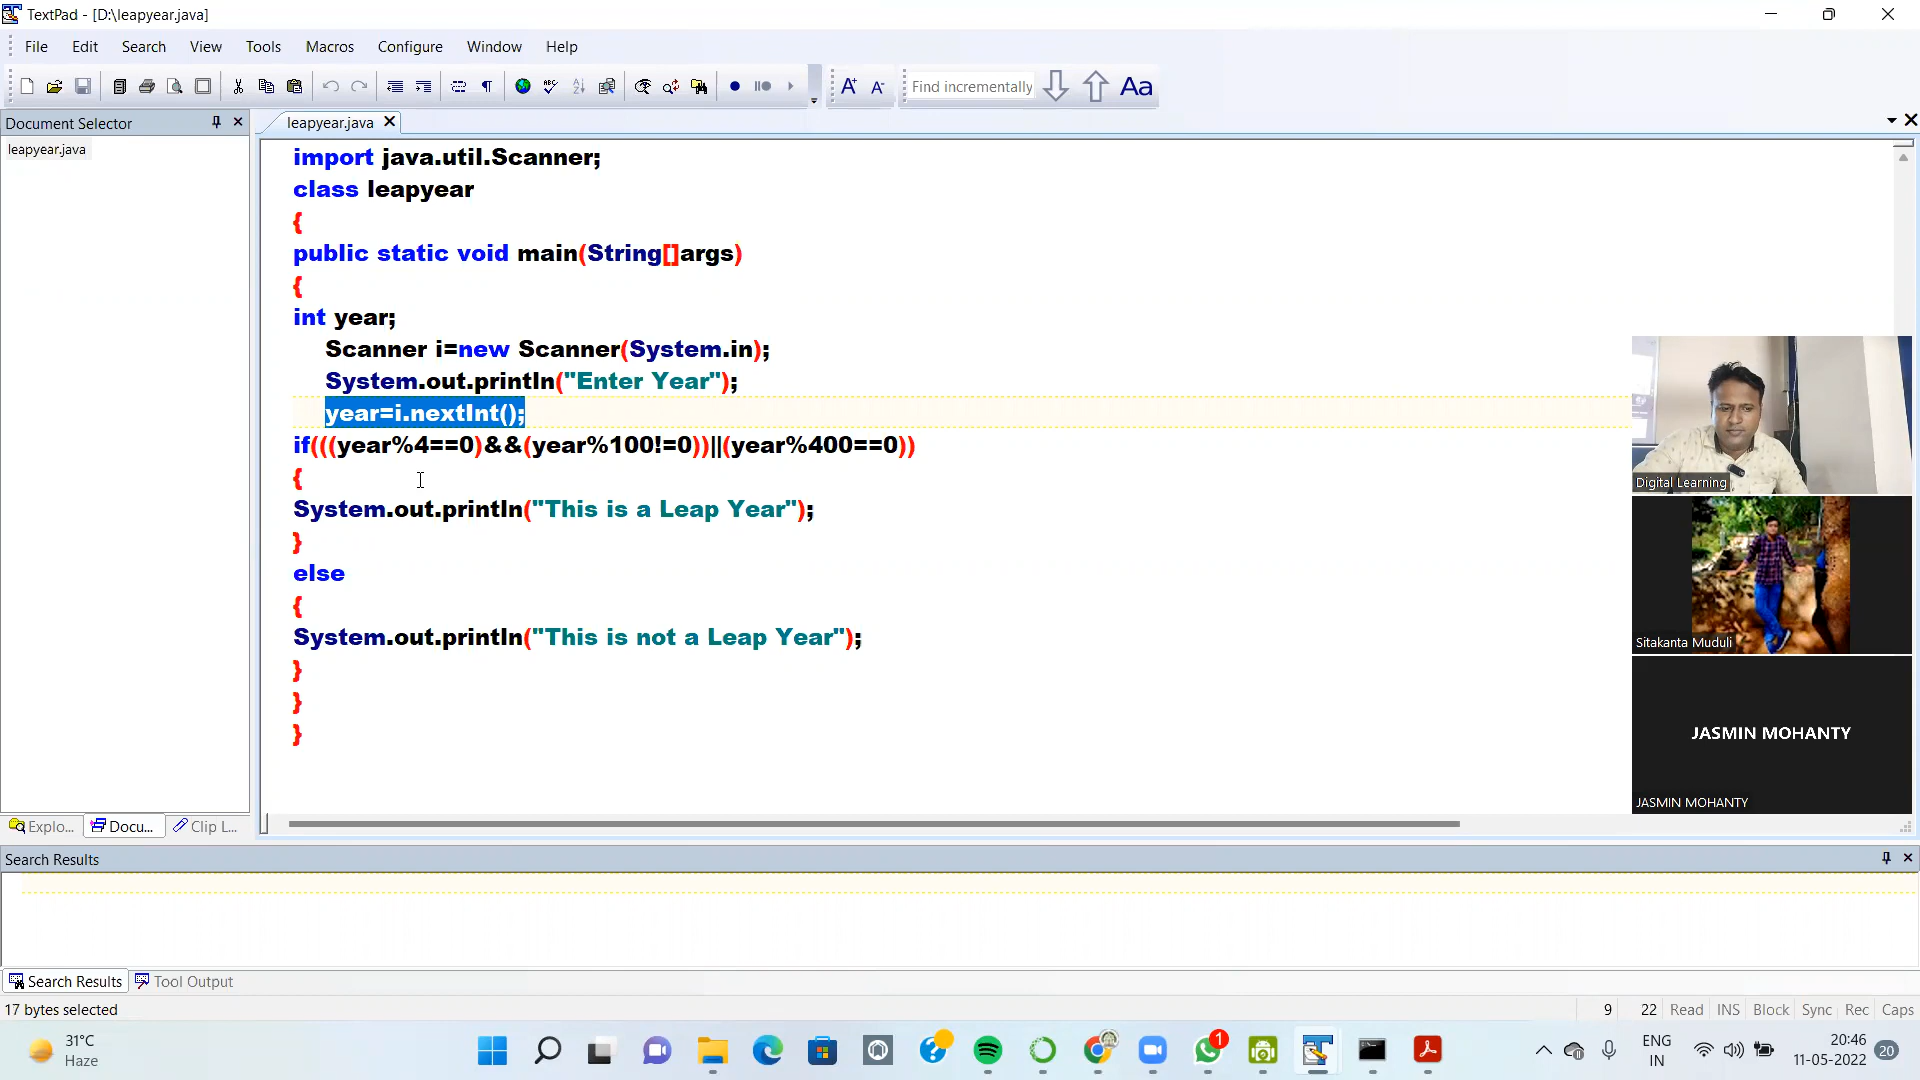 TextPad - [D:\leapyear.java]
File Edit Search View Tools Macros Configure Window Help
Find incrementally
Document Selector
leapyear.java
leapyear.java
import java.util.Scanner;
class leapyear
{
public static void main(String[]args)
{
int year;
Scanner i=new Scanner(System.in);
System.out.println("Enter Year");
year=i.nextInt();
if(((year%4==0)&&(year%100!=0))||(year%400==0))
{
System.out.println("This is a Leap Year");
}
else
{
System.out.println("This is not a Leap Year");
}
}
}
Digital Learning
Sitakanta Muduli
JASMIN MOHANTY
JASMIN MOHANTY
Explo... Docu... Clip L...
Search Results
Search Results Tool Output
17 bytes selected
9 22 Read INS Block Sync Rec Caps
31°C
Haze
1
ENG
IN
20:46
11-05-2022
20